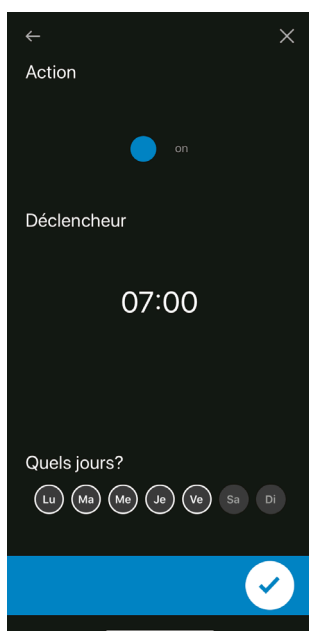 Action
on
Déclencheur
07:00
Quels jours?
Lu Ma Me Je Ve Sa Di